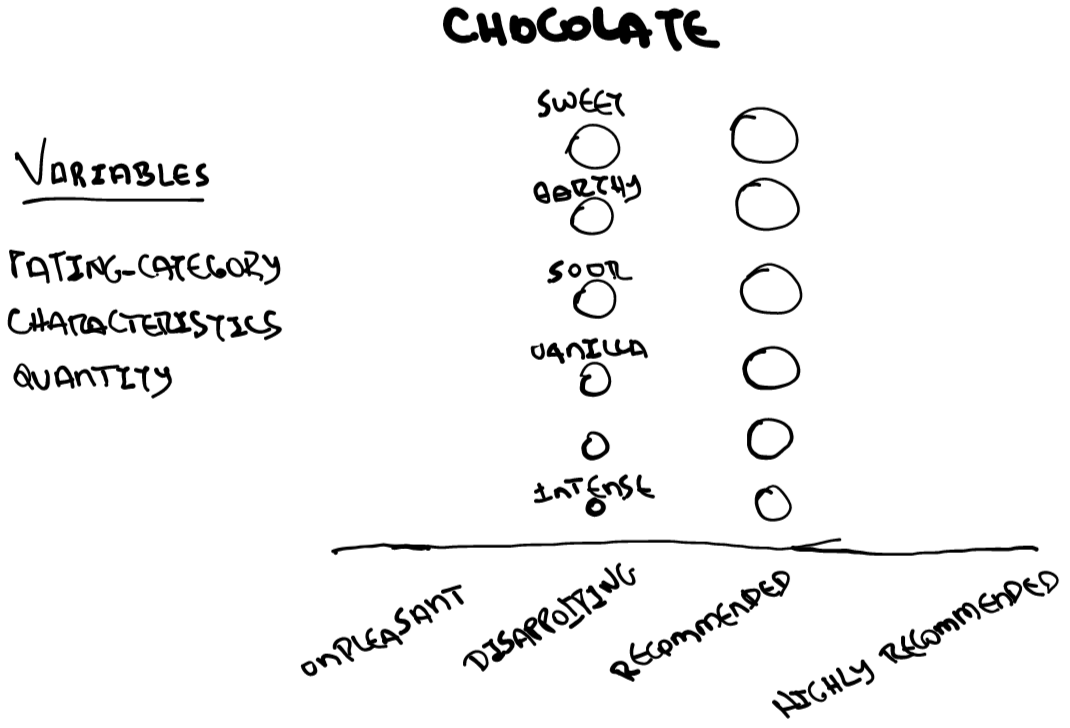 CHOCOLATE
SWEET
VARIABLES
EARTHY
RATING-CATEGORY
SOUR
CHARACTERISTICS
VANILLA
QUANTITY
INTENSE
UNPLEASANT
DISAPPOITING
RECOMMENDED
HIGHLY RECOMMENDED